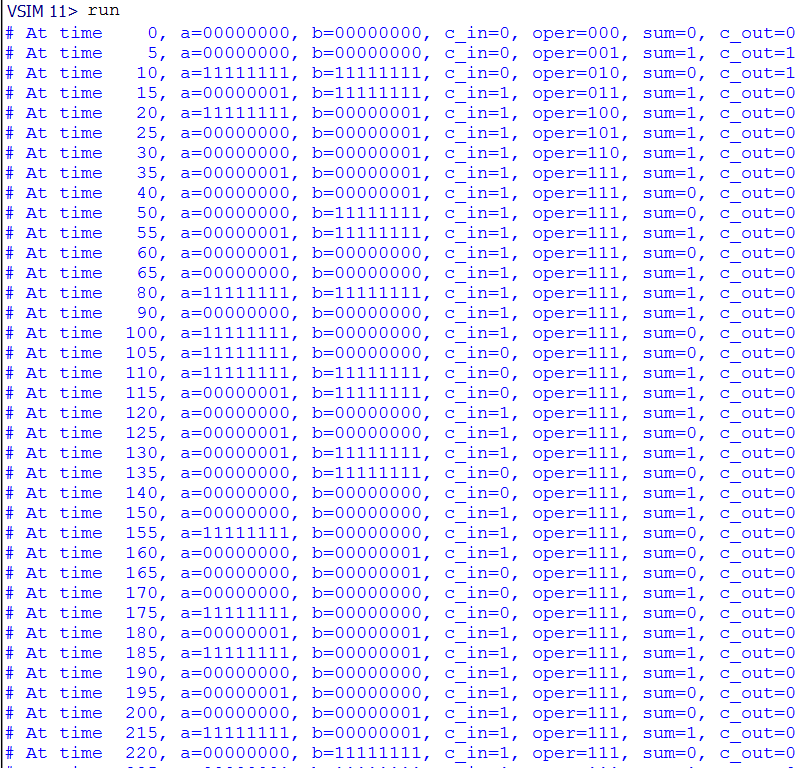 VSIM 11> run
# At time    0, a=00000000, b=00000000, c_in=0, oper=000, sum=0, c_out=0
# At time    5, a=00000000, b=00000000, c_in=0, oper=001, sum=1, c_out=1
# At time   10, a=11111111, b=11111111, c_in=0, oper=010, sum=0, c_out=1
# At time   15, a=00000001, b=11111111, c_in=1, oper=011, sum=1, c_out=0
# At time   20, a=11111111, b=00000001, c_in=1, oper=100, sum=1, c_out=0
# At time   25, a=00000000, b=00000001, c_in=1, oper=101, sum=1, c_out=0
# At time   30, a=00000000, b=00000001, c_in=1, oper=110, sum=1, c_out=0
# At time   35, a=00000001, b=00000001, c_in=1, oper=111, sum=1, c_out=0
# At time   40, a=00000000, b=00000001, c_in=1, oper=111, sum=0, c_out=0
# At time   50, a=00000000, b=11111111, c_in=1, oper=111, sum=0, c_out=0
# At time   55, a=00000001, b=11111111, c_in=1, oper=111, sum=1, c_out=0
# At time   60, a=00000001, b=00000000, c_in=1, oper=111, sum=0, c_out=0
# At time   65, a=00000000, b=00000000, c_in=1, oper=111, sum=1, c_out=0
# At time   80, a=11111111, b=11111111, c_in=1, oper=111, sum=1, c_out=0
# At time   90, a=00000000, b=00000000, c_in=1, oper=111, sum=1, c_out=0
# At time  100, a=11111111, b=00000000, c_in=1, oper=111, sum=0, c_out=0
# At time  105, a=11111111, b=00000000, c_in=0, oper=111, sum=0, c_out=0
# At time  110, a=11111111, b=11111111, c_in=0, oper=111, sum=1, c_out=0
# At time  115, a=00000001, b=11111111, c_in=0, oper=111, sum=1, c_out=0
# At time  120, a=00000000, b=00000000, c_in=1, oper=111, sum=1, c_out=0
# At time  125, a=00000001, b=00000000, c_in=1, oper=111, sum=0, c_out=0
# At time  130, a=00000001, b=11111111, c_in=1, oper=111, sum=1, c_out=0
# At time  135, a=00000000, b=11111111, c_in=0, oper=111, sum=0, c_out=0
# At time  140, a=00000000, b=00000000, c_in=0, oper=111, sum=1, c_out=0
# At time  150, a=00000000, b=00000000, c_in=1, oper=111, sum=1, c_out=0
# At time  155, a=11111111, b=00000000, c_in=1, oper=111, sum=0, c_out=0
# At time  160, a=00000000, b=00000001, c_in=1, oper=111, sum=0, c_out=0
# At time  165, a=00000000, b=00000001, c_in=0, oper=111, sum=0, c_out=0
# At time  170, a=00000000, b=00000000, c_in=0, oper=111, sum=1, c_out=0
# At time  175, a=11111111, b=00000000, c_in=0, oper=111, sum=0, c_out=0
# At time  180, a=00000001, b=00000001, c_in=1, oper=111, sum=1, c_out=0
# At time  185, a=11111111, b=00000001, c_in=1, oper=111, sum=1, c_out=0
# At time  190, a=00000000, b=00000000, c_in=1, oper=111, sum=1, c_out=0
# At time  195, a=00000001, b=00000000, c_in=1, oper=111, sum=0, c_out=0
# At time  200, a=00000000, b=00000001, c_in=1, oper=111, sum=0, c_out=0
# At time  215, a=11111111, b=00000001, c_in=1, oper=111, sum=1, c_out=0
# At time  220, a=00000000, b=11111111, c_in=1, oper=111, sum=0, c_out=0